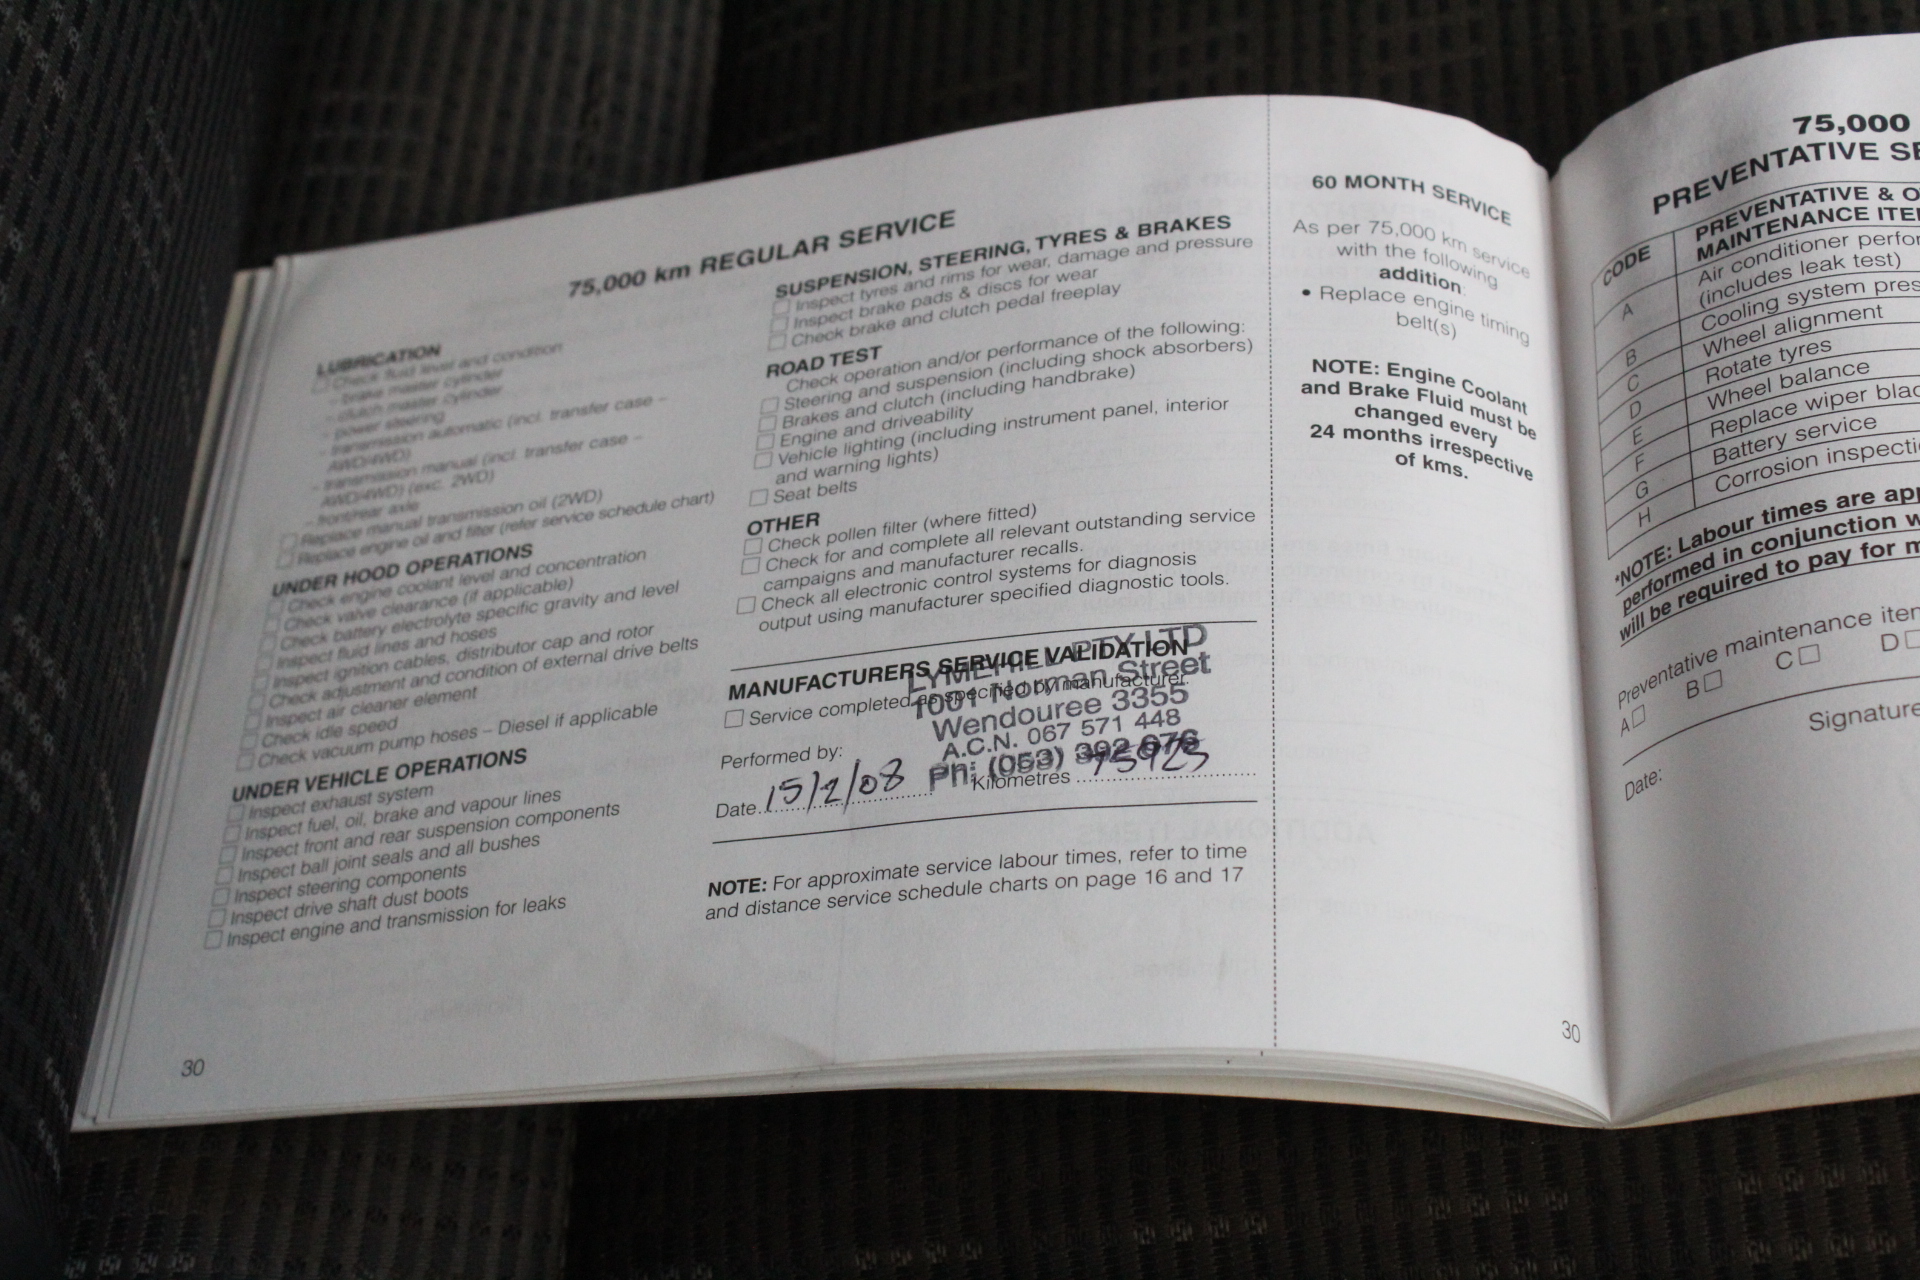 75,000 km REGULAR SERVICE
LUBRICATION
Check fluid level and condition
– brake master cylinder
– clutch master cylinder
– power steering
– transmission automatic (incl. transfer case –
AWD/4WD)
– transmission manual (incl. transfer case –
AWD/4WD) (exc. 2WD)
– front/rear axle
Replace manual transmission oil (2WD)
Replace engine oil and filter (refer service schedule chart)
UNDER HOOD OPERATIONS
Check engine coolant level and concentration
Check valve clearance (if applicable)
Check battery electrolyte specific gravity and level
Inspect fluid lines and hoses
Inspect ignition cables, distributor cap and rotor
Check adjustment and condition of external drive belts
Inspect air cleaner element
Check idle speed
Check vacuum pump hoses – Diesel if applicable
UNDER VEHICLE OPERATIONS
Inspect exhaust system
Inspect fuel, oil, brake and vapour lines
Inspect front and rear suspension components
Inspect ball joint seals and all bushes
Inspect steering components
Inspect drive shaft dust boots
Inspect engine and transmission for leaks
30
SUSPENSION, STEERING, TYRES & BRAKES
Inspect tyres and rims for wear, damage and pressure
Inspect brake pads & discs for wear
Check brake and clutch pedal freeplay
ROAD TEST
Check operation and/or performance of the following:
Steering and suspension (including shock absorbers)
Brakes and clutch (including handbrake)
Engine and driveability
Vehicle lighting (including instrument panel, interior
and warning lights)
Seat belts
OTHER
Check pollen filter (where fitted)
Check for and complete all relevant outstanding service
campaigns and manufacturer recalls.
Check all electronic control systems for diagnosis
output using manufacturer specified diagnostic tools.
MANUFACTURERS SERVICE VALIDATION
Service completed as specified by manufacturer.
LYMEHILL PTY LTD
1001 Norman Street
Wendouree 3355
A.C.N. 067 571 448
Ph: (053) 392 076
Performed by:
Date 15/2/08 Kilometres 75923
NOTE: For approximate service labour times, refer to time
and distance service schedule charts on page 16 and 17
60 MONTH SERVICE
As per 75,000 km service
with the following
addition:
• Replace engine timing
belt(s)
NOTE: Engine Coolant
and Brake Fluid must be
changed every
24 months irrespective
of kms.
30
75,000
PREVENTATIVE SE
CODE PREVENTATIVE & O
MAINTENANCE ITE
A Air conditioner perfor
(includes leak test)
B Cooling system pres
C Wheel alignment
D Rotate tyres
E Wheel balance
F Replace wiper blad
G Battery service
H Corrosion inspecti
*NOTE: Labour times are app
performed in conjunction w
will be required to pay for m
Preventative maintenance item
A B C D
Signature
Date: